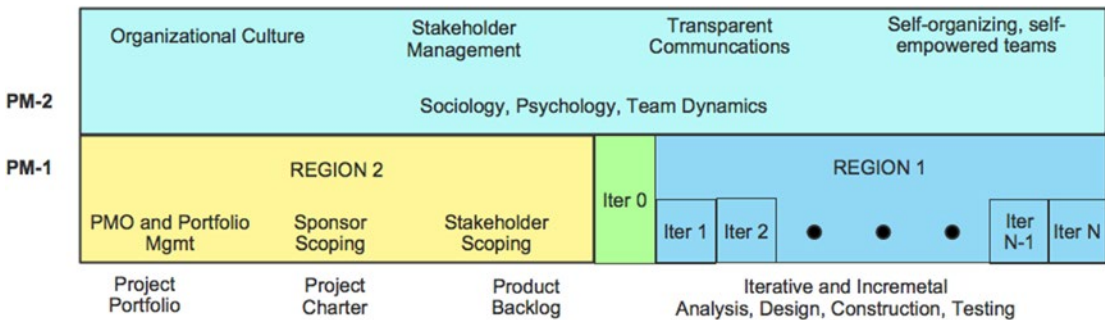 Organizational Culture
Stakeholder
Management
Transparent
Communcations
Self-organizing, self-
empowered teams
PM-2
Sociology, Psychology, Team Dynamics
PM-1
REGION 2
REGION 1
PMO and Portfolio
Mgmt
Sponsor
Scoping
Stakeholder
Scoping
Iter 0
Iter 1
Iter 2
Iter
N-1
Iter N
Project
Portfolio
Project
Charter
Product
Backlog
Iterative and Incremetal
Analysis, Design, Construction, Testing